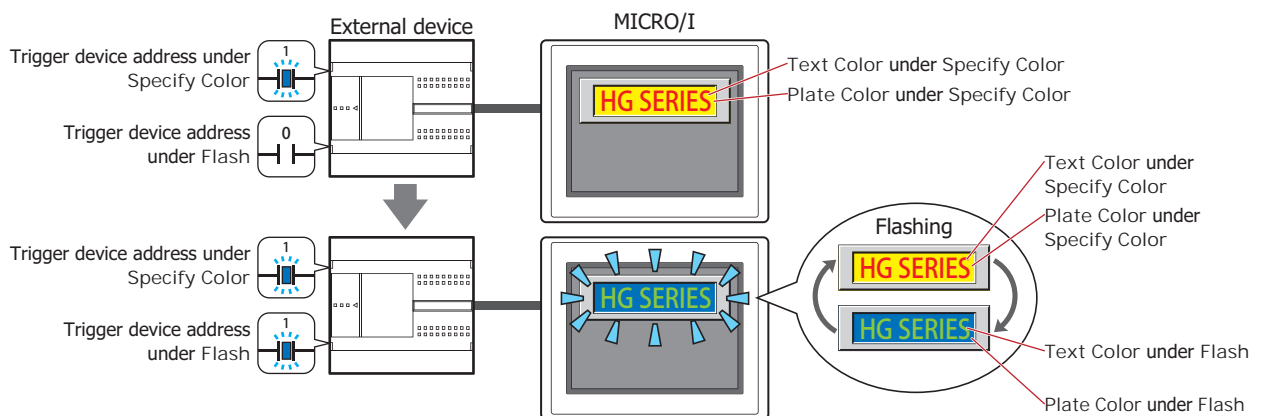 External device
MICRO/I
Trigger device address under
Specify Color
1
Text Color under Specify Color
Plate Color under Specify Color
HG SERIES
Trigger device address
under Flash
0
Trigger device address under
Specify Color
1
Trigger device address
under Flash
1
HG SERIES
Flashing
HG SERIES
HG SERIES
Text Color under
Specify Color
Plate Color under
Specify Color
Text Color under Flash
Plate Color under Flash